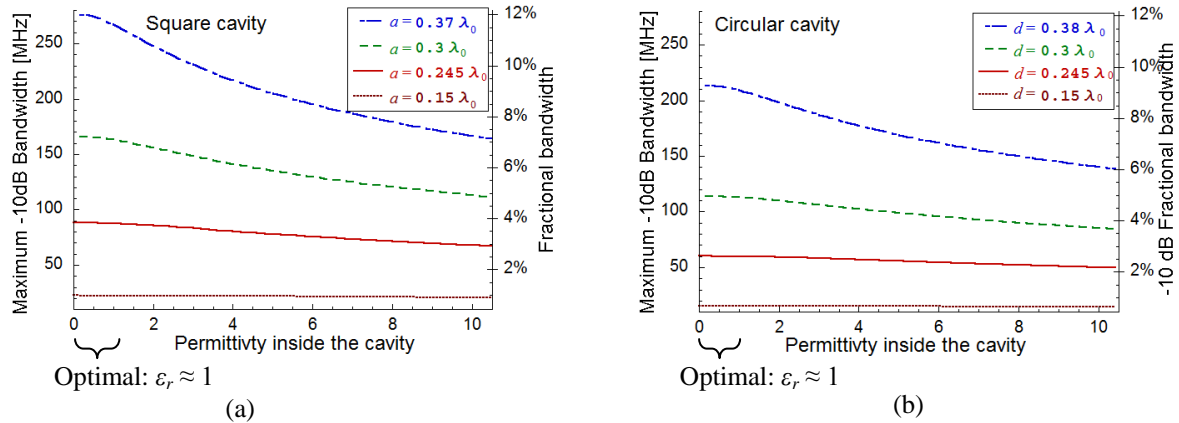 Square cavity
a = 0.37 λ0
a = 0.3 λ0
a = 0.245 λ0
a = 0.15 λ0
Maximum -10dB Bandwidth [MHz]
250
200
150
100
50
12%
10%
8%
6%
4%
2%
Fractional bandwidth
0 2 4 6 8 10
Permittivty inside the cavity
Optimal: εr ≈ 1
(a)
Circular cavity
d = 0.38 λ0
d = 0.3 λ0
d = 0.245 λ0
d = 0.15 λ0
Maximum -10dB Bandwidth [MHz]
250
200
150
100
50
12%
10%
8%
6%
4%
2%
-10 dB Fractional bandwidth
0 2 4 6 8 10
Permittivty inside the cavity
Optimal: εr ≈ 1
(b)